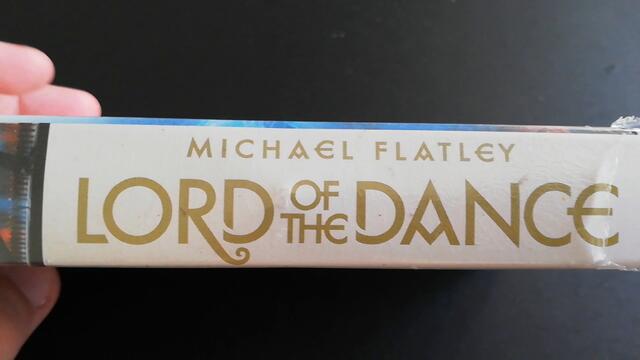 MICHAEL FLATLEY
LORD OF THE DANCE